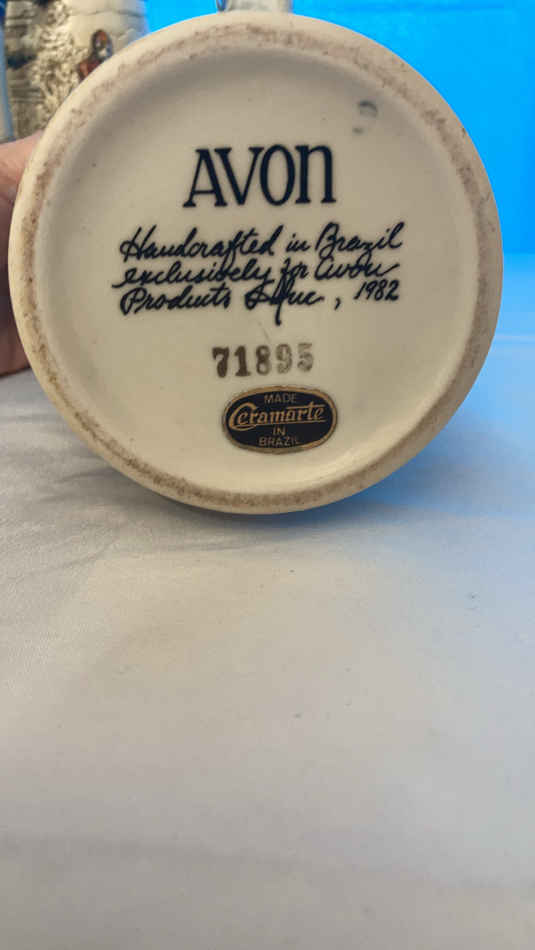 AVON
Handcrafted in Brazil
exclusively for Avon
Products Inc., 1982
71895
MADE
Ceramarte
IN
BRAZIL